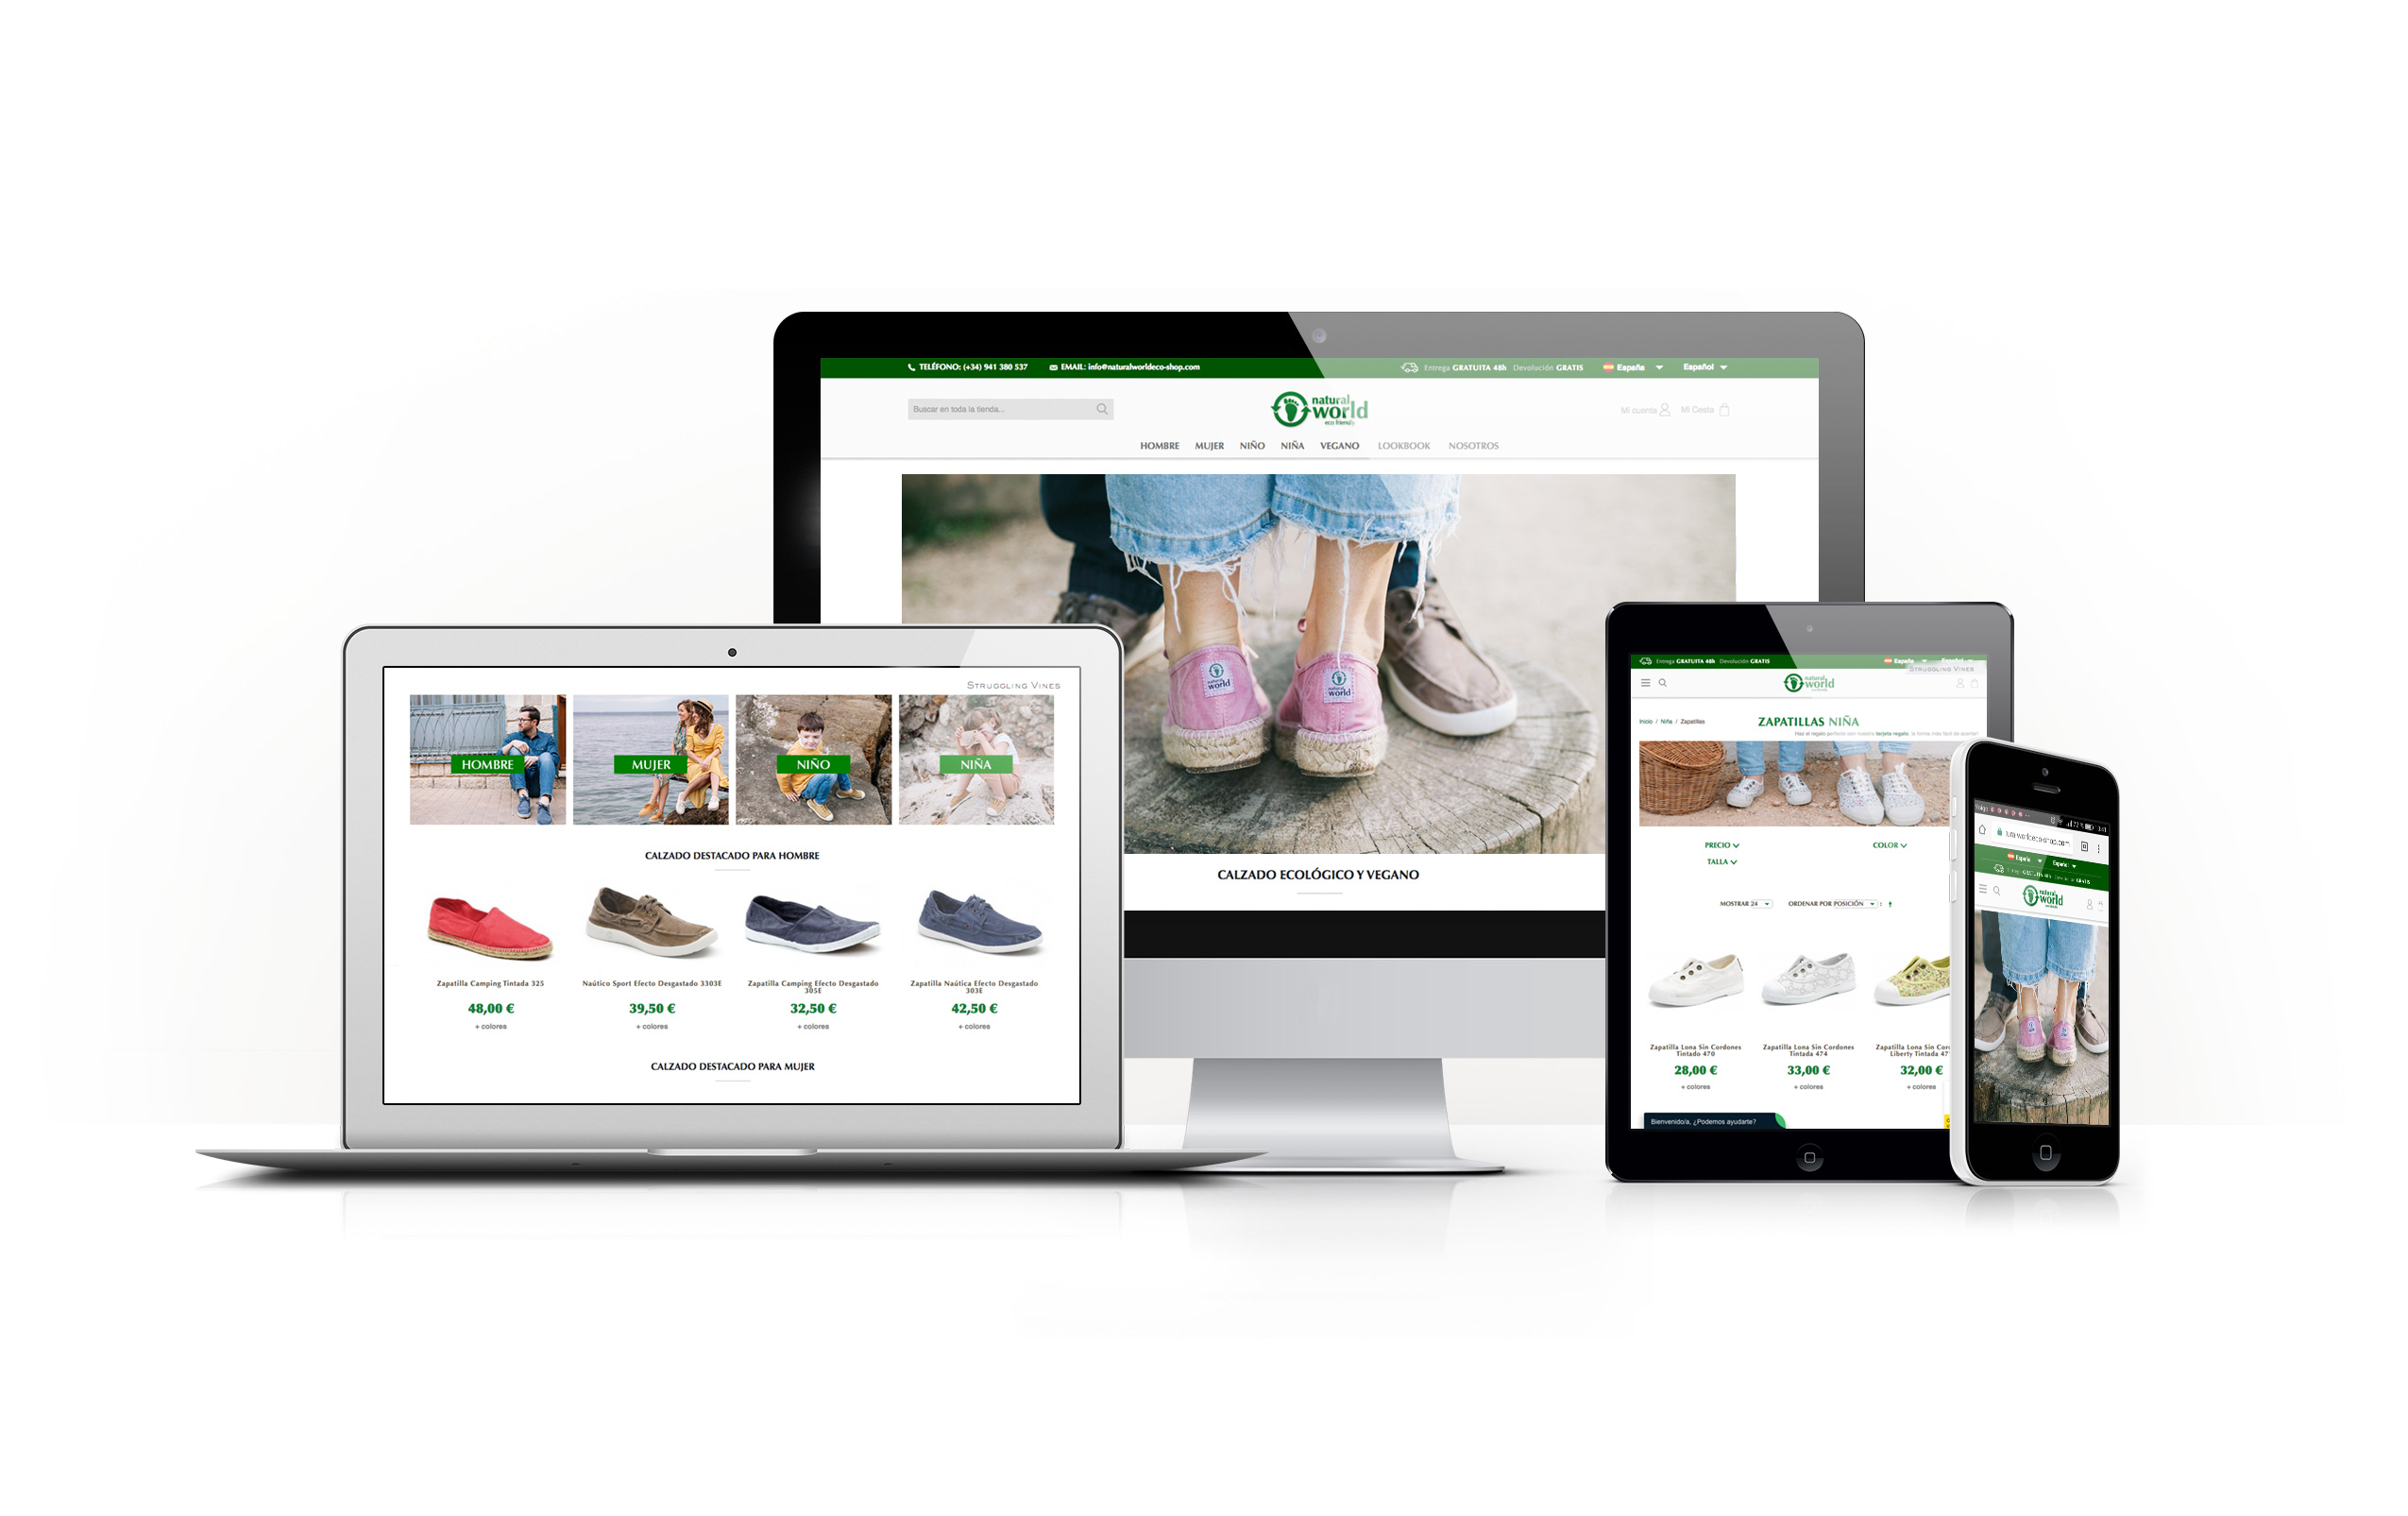 TELÉFONO: (+34) 941 380 537
EMAIL: info@naturalworldeco-shop.com
Entrega GRATUITA 48h Devolución GRATIS
España
Español
Buscar en toda la tienda...
natural
world
eco friendly
Mi cuenta
Mi Cesta
HOMBRE MUJER NIÑO NIÑA VEGANO LOOKBOOK NOSOTROS
natural
world
natural
world
CALZADO ECOLÓGICO Y VEGANO
STRUGGLING VINES
HOMBRE
MUJER
NIÑO
NIÑA
CALZADO DESTACADO PARA HOMBRE
Zapatilla Camping Tintada 325
48,00 €
+ colores
Naútico Sport Efecto Desgastado 3303E
39,50 €
+ colores
Zapatilla Camping Efecto Desgastado
305E
32,50 €
+ colores
Zapatilla Naútica Efecto Desgastado
303E
42,50 €
+ colores
CALZADO DESTACADO PARA MUJER
Entrega GRATUITA 48h Devolución GRATIS
España
Español
STRUGGLING VINES
natural
world
Inicio / Niña / Zapatillas
ZAPATILLAS NIÑA
Haz el regalo perfecto con nuestra tarjeta regalo, la forma más fácil de acertar!
PRECIO
COLOR
TALLA
MOSTRAR 24
ORDENAR POR POSICIÓN
Zapatilla Lona Sin Cordones
Tintado 470
28,00 €
+ colores
Zapatilla Lona Sin Cordones
Tintada 474
33,00 €
+ colores
Zapatilla Lona Sin Cor
Liberty Tintada 47
32,00 €
+ colores
Bienvenido/a, ¿Podemos ayudarte?
España
Español
natural
world